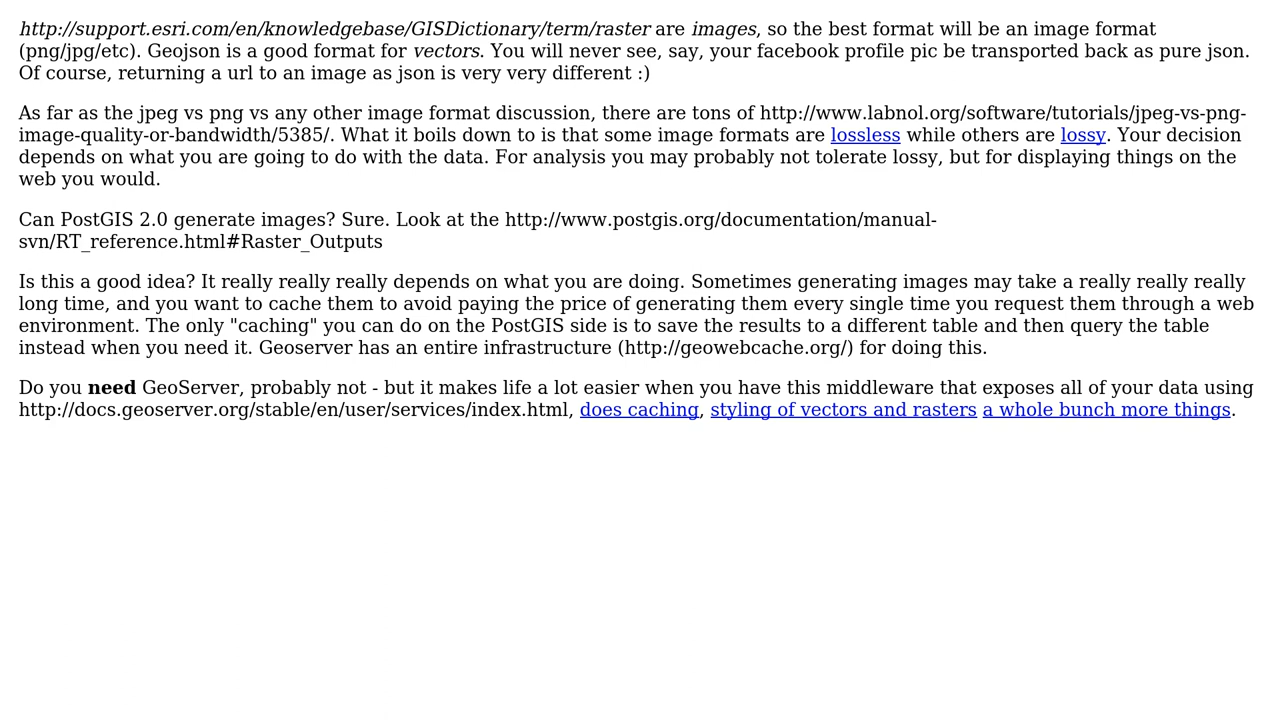 http://support.esri.com/en/knowledgebase/GISDictionary/term/raster are images, so the best format will be an image format
(png/jpg/etc). Geojson is a good format for vectors. You will never see, say, your facebook profile pic be transported back as pure json.
Of course, returning a url to an image as json is very very different :)
As far as the jpeg vs png vs any other image format discussion, there are tons of http://www.labnol.org/software/tutorials/jpeg-vs-png-
image-quality-or-bandwidth/5385/. What it boils down to is that some image formats are lossless while others are lossy. Your decision
depends on what you are going to do with the data. For analysis you may probably not tolerate lossy, but for displaying things on the
web you would.
Can PostGIS 2.0 generate images? Sure. Look at the http://www.postgis.org/documentation/manual-
svn/RT_reference.html#Raster_Outputs
Is this a good idea? It really really really depends on what you are doing. Sometimes generating images may take a really really really
long time, and you want to cache them to avoid paying the price of generating them every single time you request them through a web
environment. The only "caching" you can do on the PostGIS side is to save the results to a different table and then query the table
instead when you need it. Geoserver has an entire infrastructure (http://geowebcache.org/) for doing this.
Do you need GeoServer, probably not - but it makes life a lot easier when you have this middleware that exposes all of your data using
http://docs.geoserver.org/stable/en/user/services/index.html, does caching, styling of vectors and rasters a whole bunch more things.